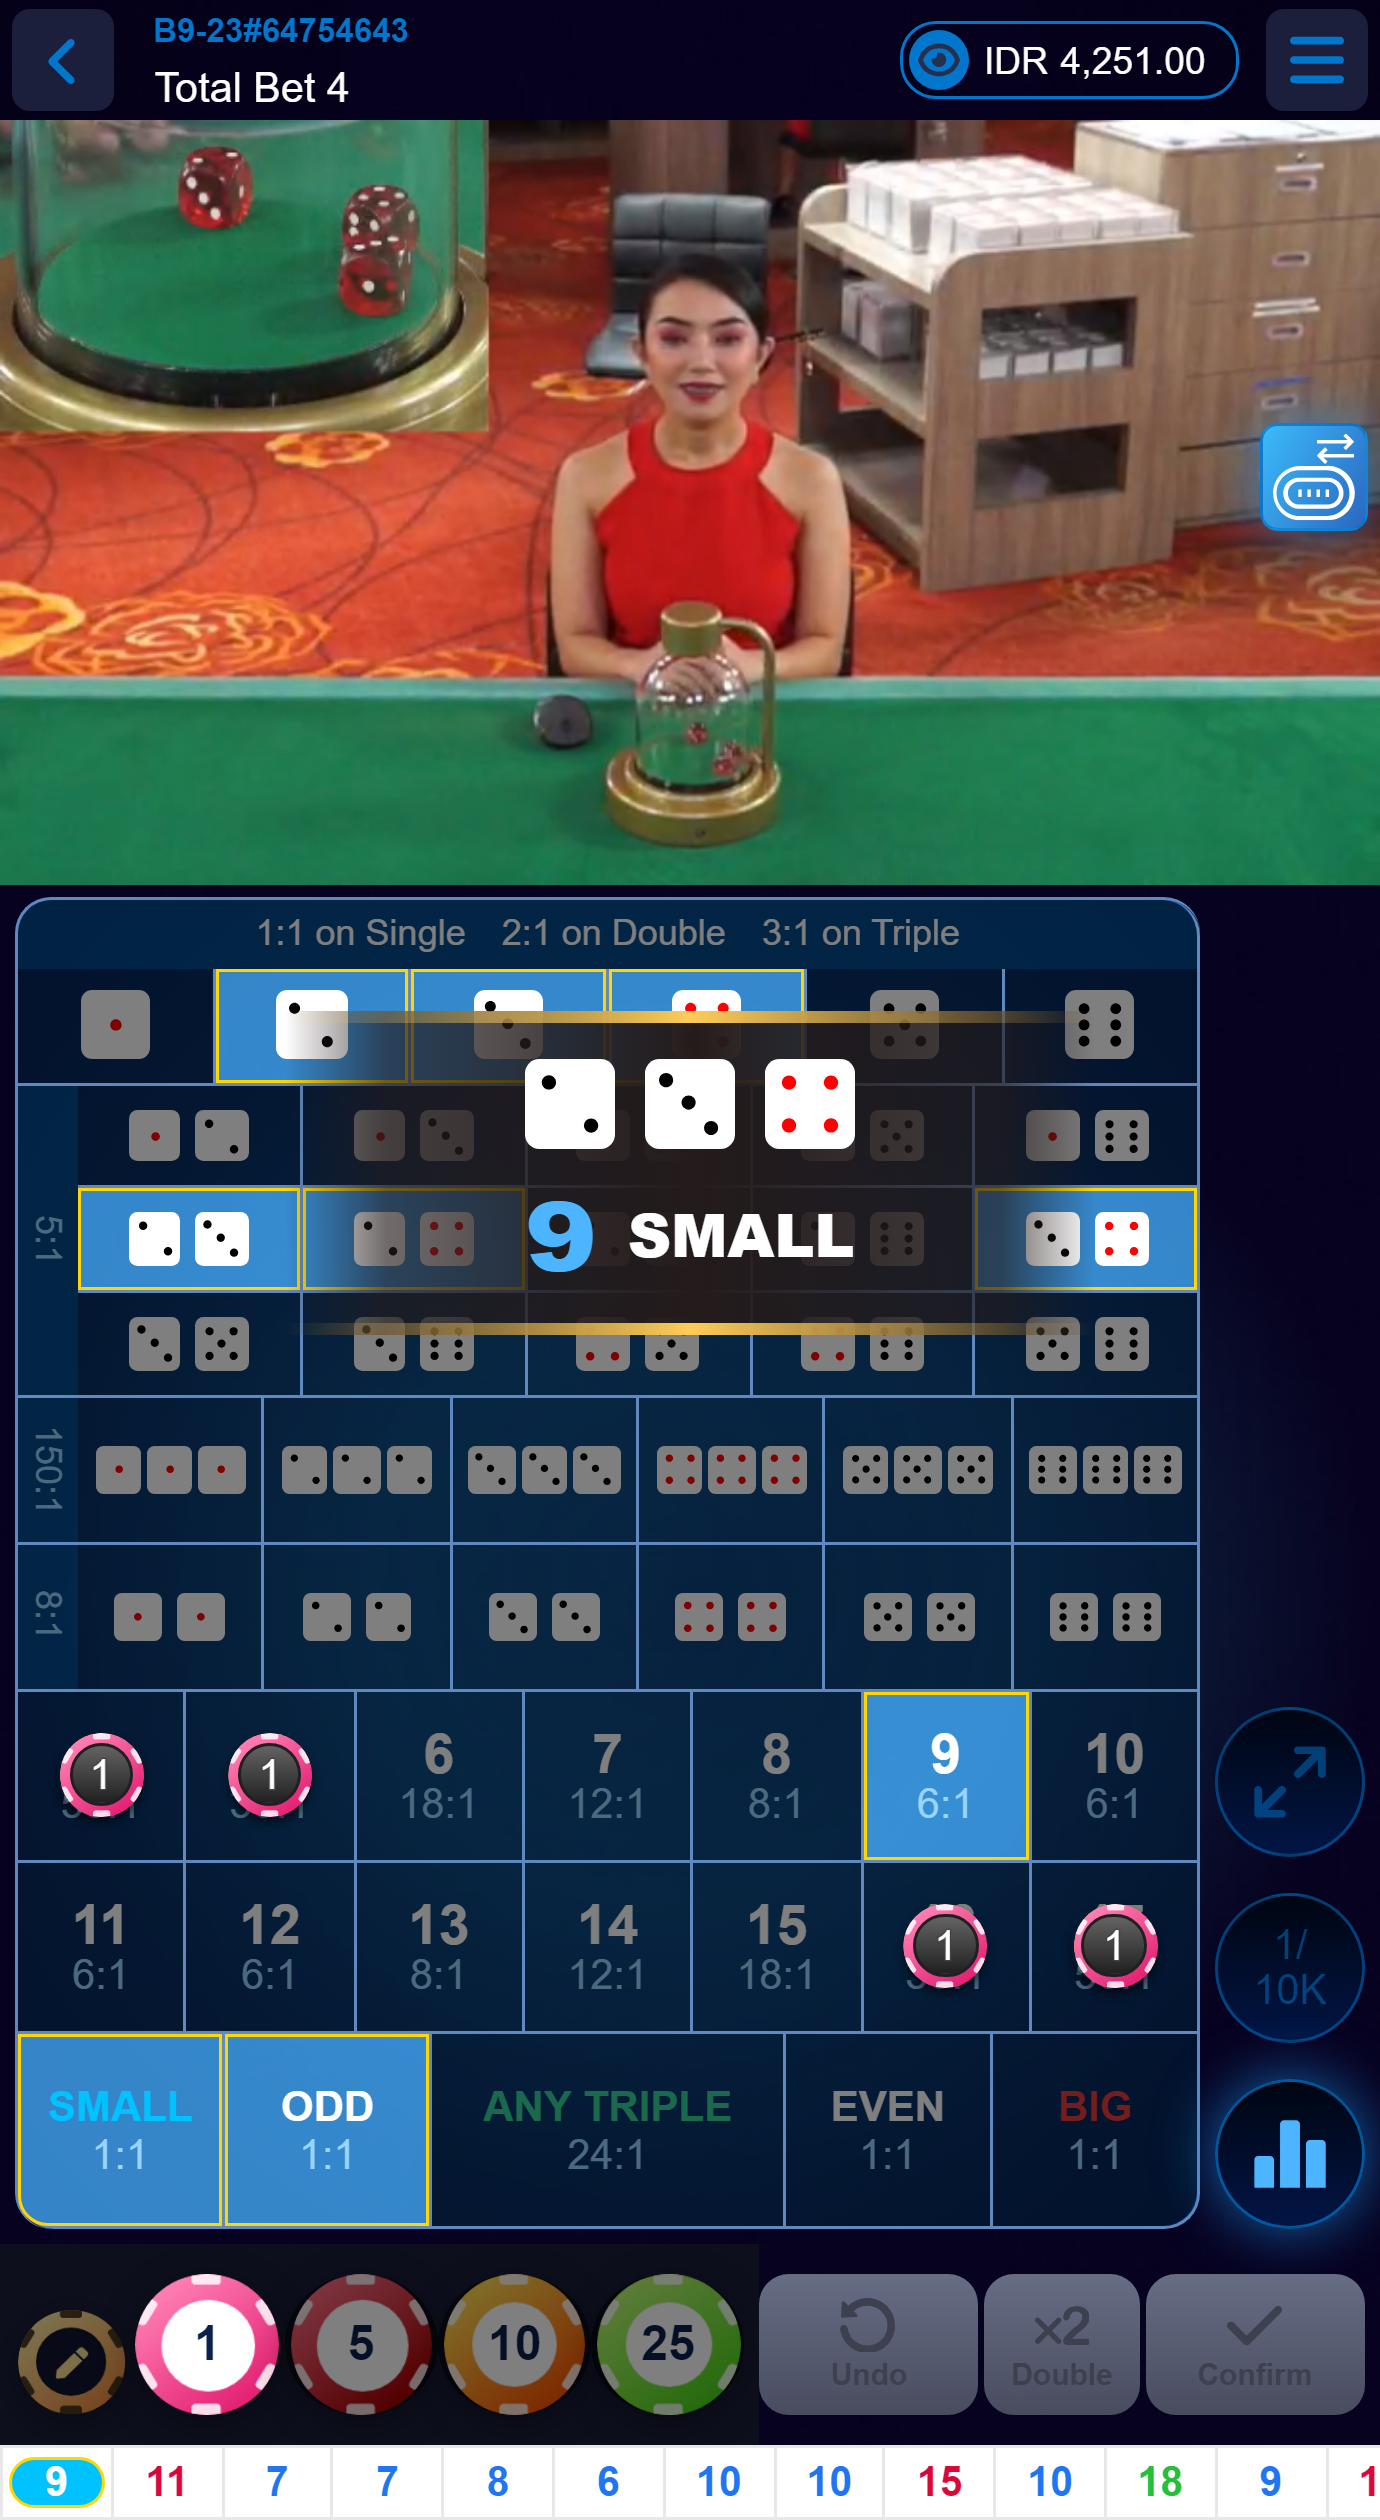 B9-23#64754643
Total Bet 4
IDR 4,251.00
1:1 on Single 2:1 on Double 3:1 on Triple
9 SMALL
5:1
150:1
8:1
1 1 6 7 8 9 10
18:1 12:1 8:1 6:1 6:1
11 12 13 14 15 1 1
6:1 6:1 8:1 12:1 18:1
1/
10K
SMALL ODD ANY TRIPLE EVEN BIG
1:1 1:1 24:1 1:1 1:1
1 5 10 25
x2
Undo Double Confirm
9 11 7 7 8 6 10 10 15 10 18 9